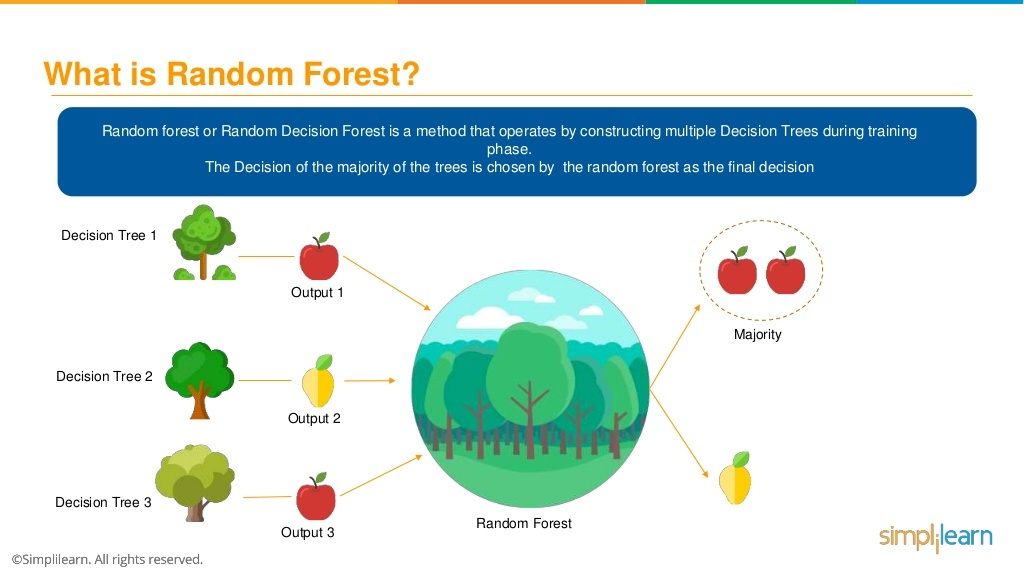 What is Random Forest?
Random forest or Random Decision Forest is a method that operates by constructing multiple Decision Trees during training
phase.
The Decision of the majority of the trees is chosen by the random forest as the final decision
Decision Tree 1
Output 1
Majority
Decision Tree 2
Output 2
Decision Tree 3
Output 3
Random Forest
simplilearn
©Simplilearn. All rights reserved.